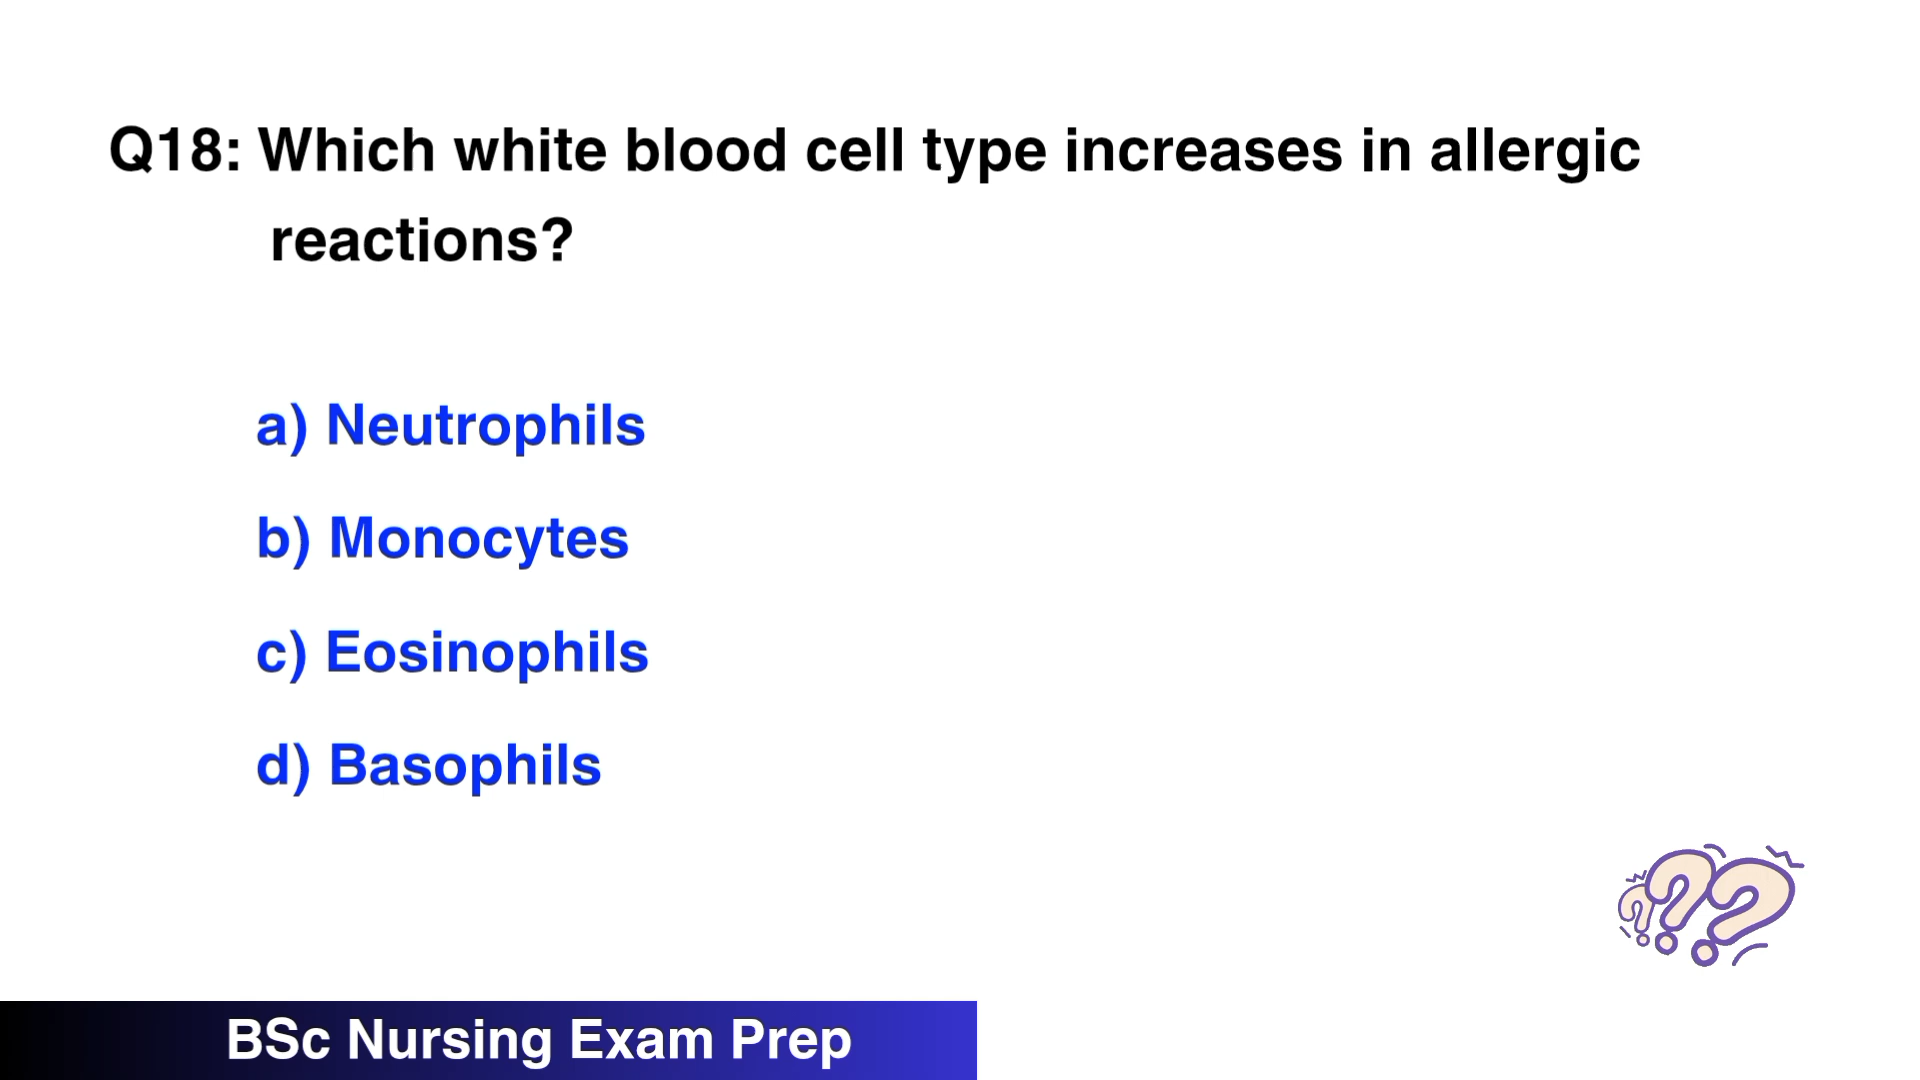 Q18: Which white blood cell type increases in allergic
reactions?
a) Neutrophils
b) Monocytes
c) Eosinophils
d) Basophils
BSc Nursing Exam Prep